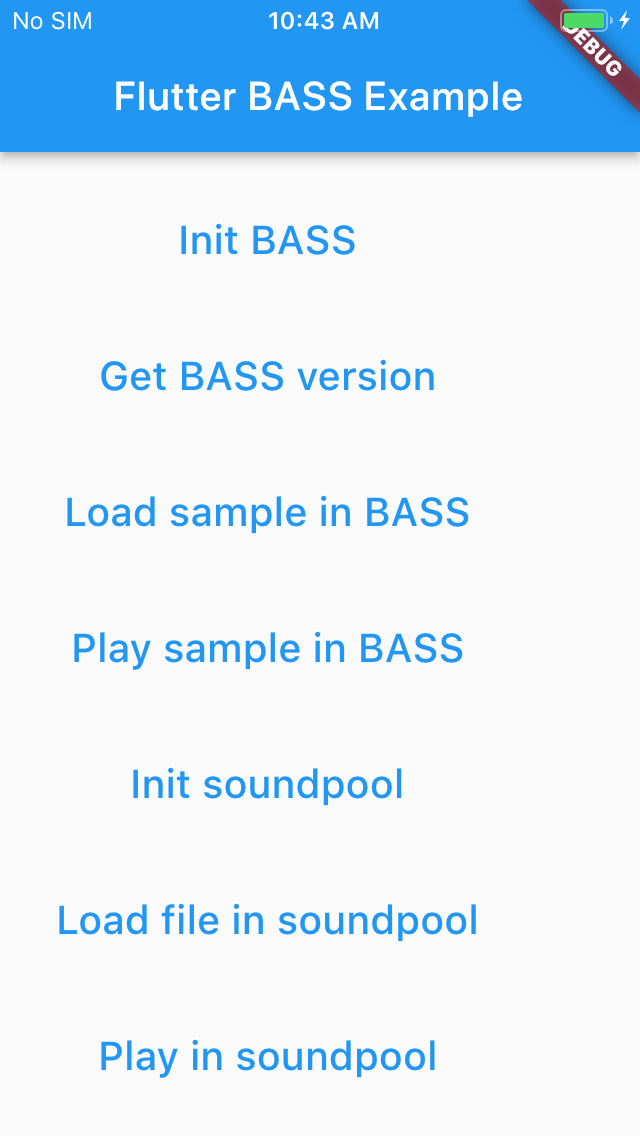 No SIM 10:43 AM
DEBUG
Flutter BASS Example
Init BASS
Get BASS version
Load sample in BASS
Play sample in BASS
Init soundpool
Load file in soundpool
Play in soundpool